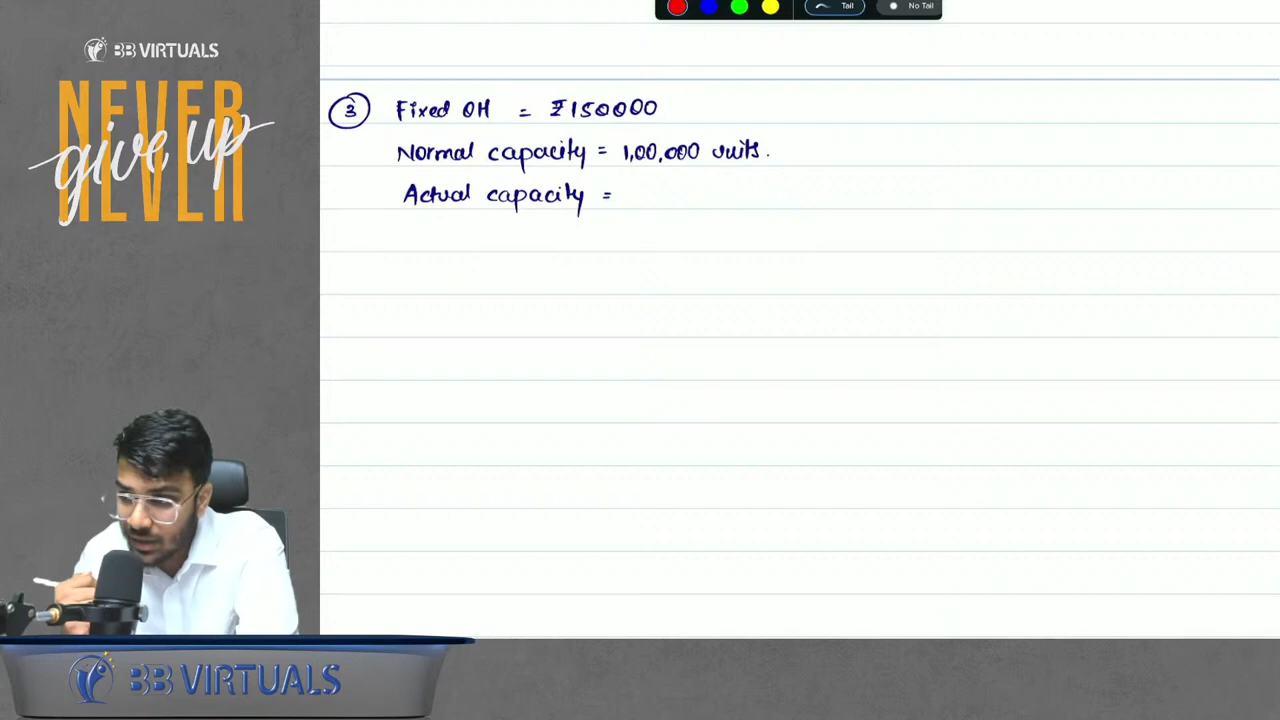 Tail
No Tail
BB VIRTUALS
NEVER
give up
NEVER
3 Fixed OH = ₹150000
Normal capacity = 1,00,000 units.
Actual capacity =
BB VIRTUALS